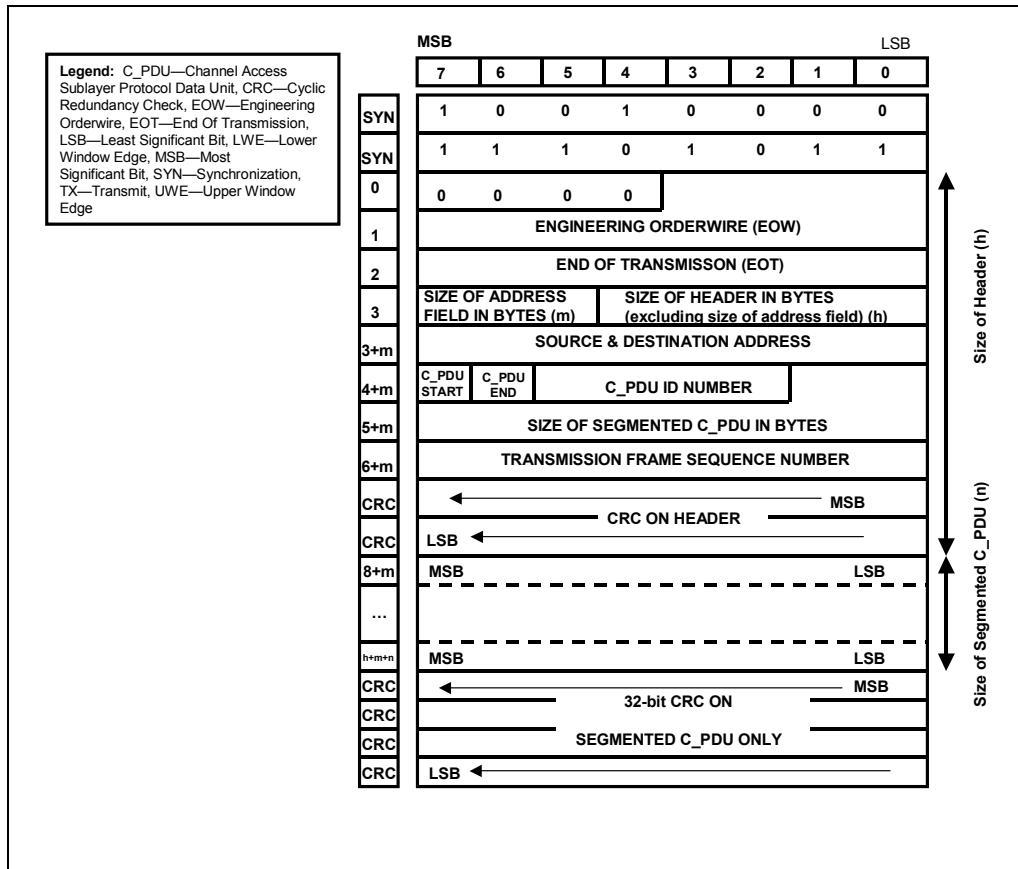 Legend: C_PDU—Channel Access
Sublayer Protocol Data Unit, CRC—Cyclic
Redundancy Check, EOW—Engineering
Orderwire, EOT—End Of Transmission,
LSB—Least Significant Bit, LWE—Lower
Window Edge, MSB—Most
Significant Bit, SYN—Synchronization,
TX—Transmit, UWE—Upper Window
Edge
MSB LSB
7 6 5 4 3 2 1 0
SYN 1 0 0 1 0 0 0 0
SYN 1 1 1 0 1 0 1 1
0 0 0 0 0
1 ENGINEERING ORDERWIRE (EOW)
2 END OF TRANSMISSON (EOT)
SIZE OF ADDRESS SIZE OF HEADER IN BYTES
3 FIELD IN BYTES (m) (excluding size of address field) (h)
3+m SOURCE & DESTINATION ADDRESS
C_PDU C_PDU
4+m START END C_PDU ID NUMBER
5+m SIZE OF SEGMENTED C_PDU IN BYTES
6+m TRANSMISSION FRAME SEQUENCE NUMBER
CRC MSB
CRC ON HEADER
CRC LSB
8+m MSB LSB
...
h+m+n MSB LSB
CRC MSB
32-bit CRC ON
CRC
CRC SEGMENTED C_PDU ONLY
CRC LSB
Size of Header (h)
Size of Segmented C_PDU (n)